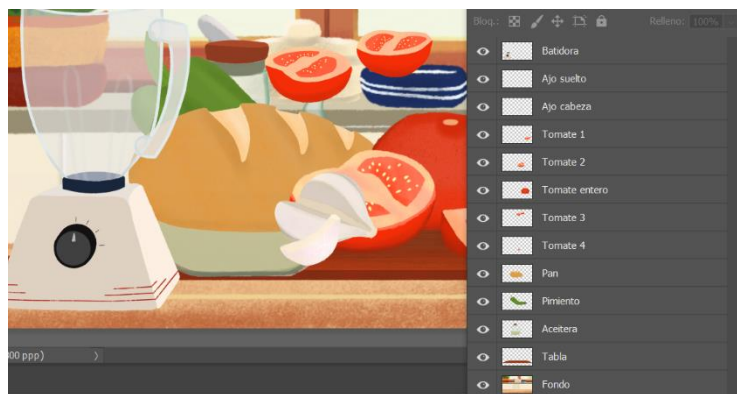 Bloq.:
Relleno: 100%
Batidora
Ajo suelto
Ajo cabeza
Tomate 1
Tomate 2
Tomate entero
Tomate 3
Tomate 4
Pan
Pimiento
Aceitera
Tabla
Fondo
00 ppp)